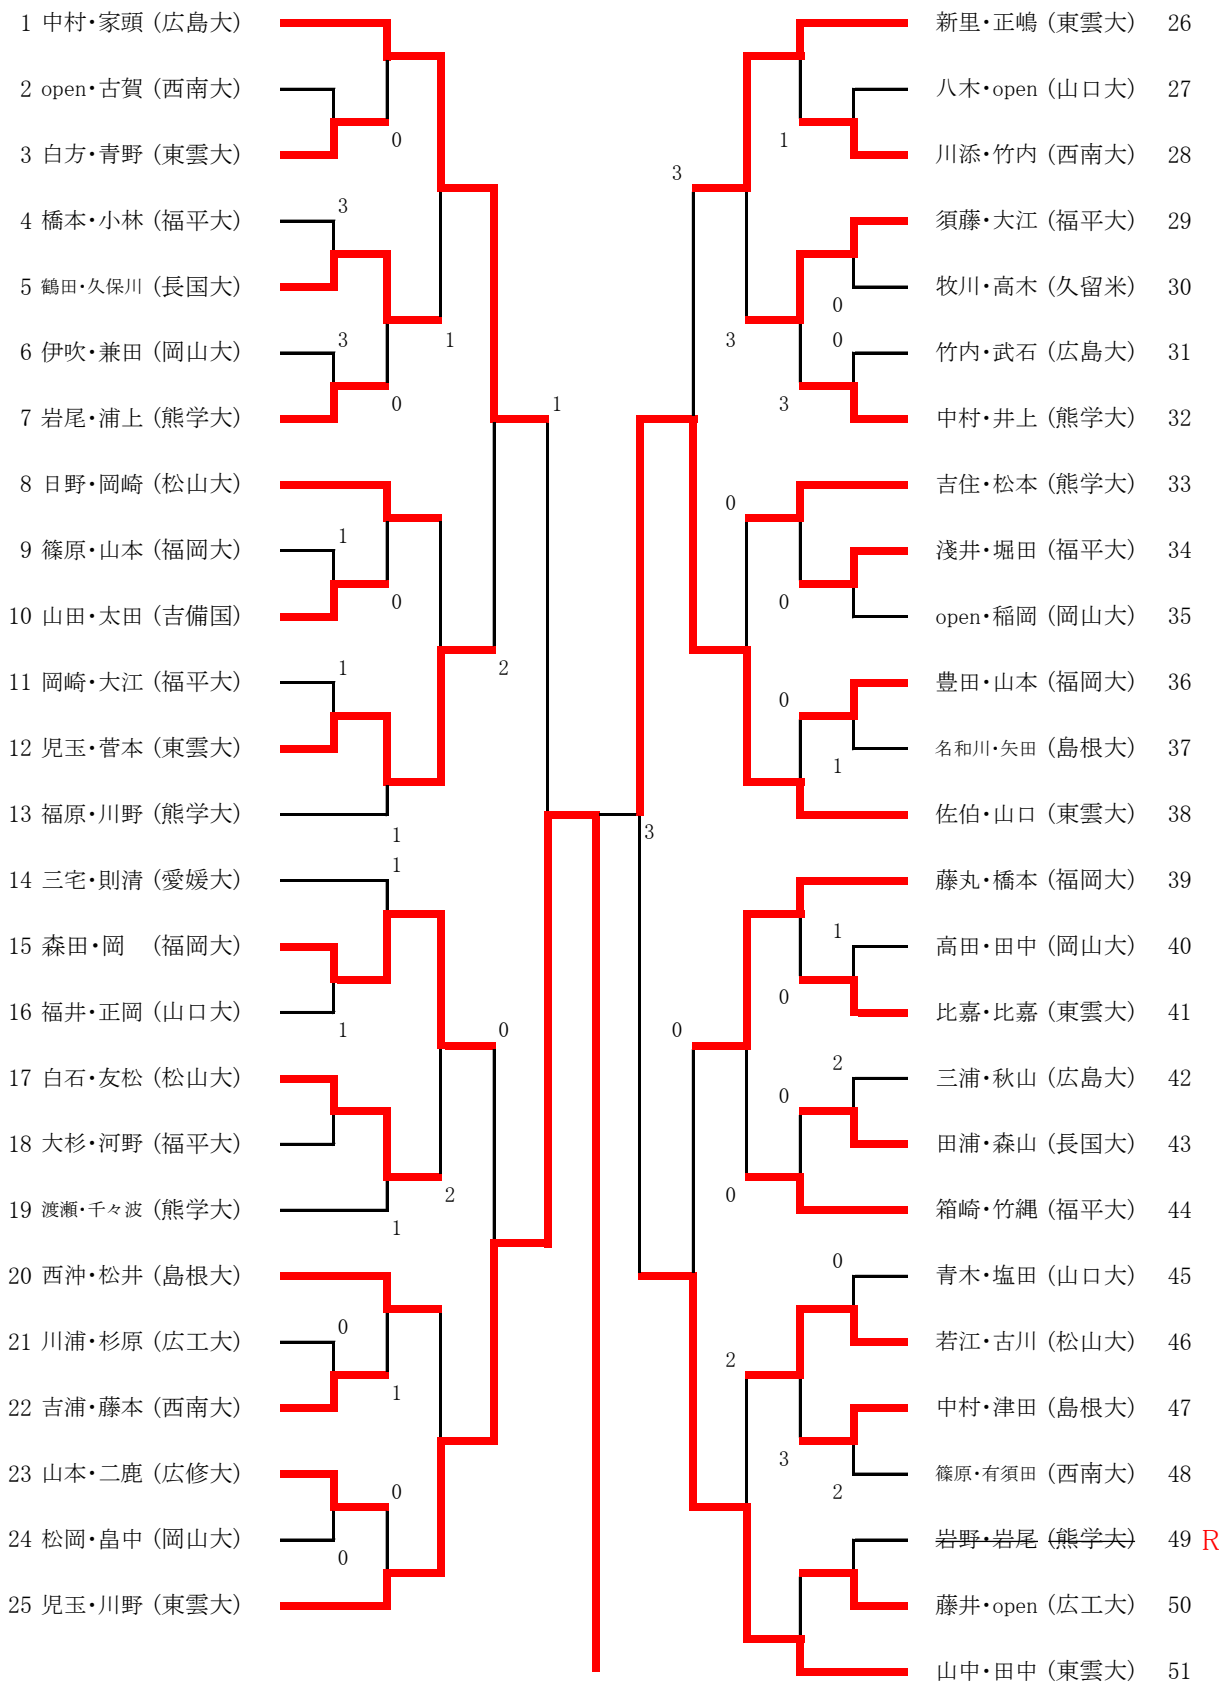 1 中村・家頭 (広島大)
2 open・古賀 (西南大)
0
3 白方・青野 (東雲大)
3
4 橋本・小林 (福平大)
5 鶴田・久保川 (長国大)
3
1
6 伊吹・兼田 (岡山大)
0
1
7 岩尾・浦上 (熊学大)
8 日野・岡崎 (松山大)
1
9 篠原・山本 (福岡大)
0
10 山田・太田 (吉備国)
1
2
11 岡崎・大江 (福平大)
12 児玉・菅本 (東雲大)
13 福原・川野 (熊学大)
1
1
14 三宅・則清 (愛媛大)
15 森田・岡 (福岡大)
16 福井・正岡 (山口大)
1
0
17 白石・友松 (松山大)
18 大杉・河野 (福平大)
2
19 渡瀬・千々波 (熊学大)
1
20 西沖・松井 (島根大)
0
21 川浦・杉原 (広工大)
1
22 吉浦・藤本 (西南大)
23 山本・二鹿 (広修大)
0
24 松岡・畠中 (岡山大)
0
25 児玉・川野 (東雲大)
新里・正嶋 (東雲大) 26
八木・open (山口大) 27
1
川添・竹内 (西南大) 28
3
須藤・大江 (福平大) 29
牧川・高木 (久留米) 30
0
3
0
竹内・武石 (広島大) 31
3
中村・井上 (熊学大) 32
吉住・松本 (熊学大) 33
0
淺井・堀田 (福平大) 34
0
open・稲岡 (岡山大) 35
豊田・山本 (福岡大) 36
0
名和川・矢田 (島根大) 37
1
佐伯・山口 (東雲大) 38
3
藤丸・橋本 (福岡大) 39
1
高田・田中 (岡山大) 40
0
比嘉・比嘉 (東雲大) 41
0
2
三浦・秋山 (広島大) 42
0
田浦・森山 (長国大) 43
0
箱崎・竹縄 (福平大) 44
0
青木・塩田 (山口大) 45
若江・古川 (松山大) 46
2
中村・津田 (島根大) 47
3
篠原・有須田 (西南大) 48
2
岩野・岩尾 (熊学大) 49 R
藤井・open (広工大) 50
山中・田中 (東雲大) 51